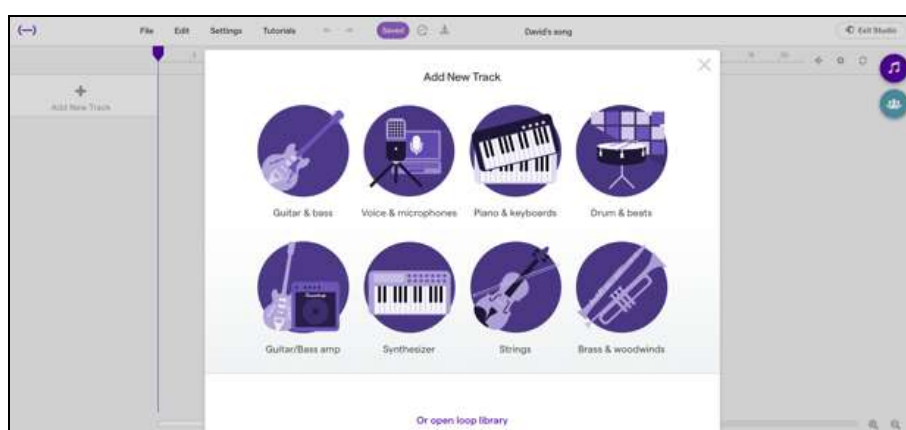 File Edit Settings Tutorials Saved David's song Exit Studio
Add New Track
Add New Track
Guitar & bass Voice & microphones Piano & keyboards Drum & beats
Guitar/Bass amp Synthesizer Strings Brass & woodwinds
Or open loop library